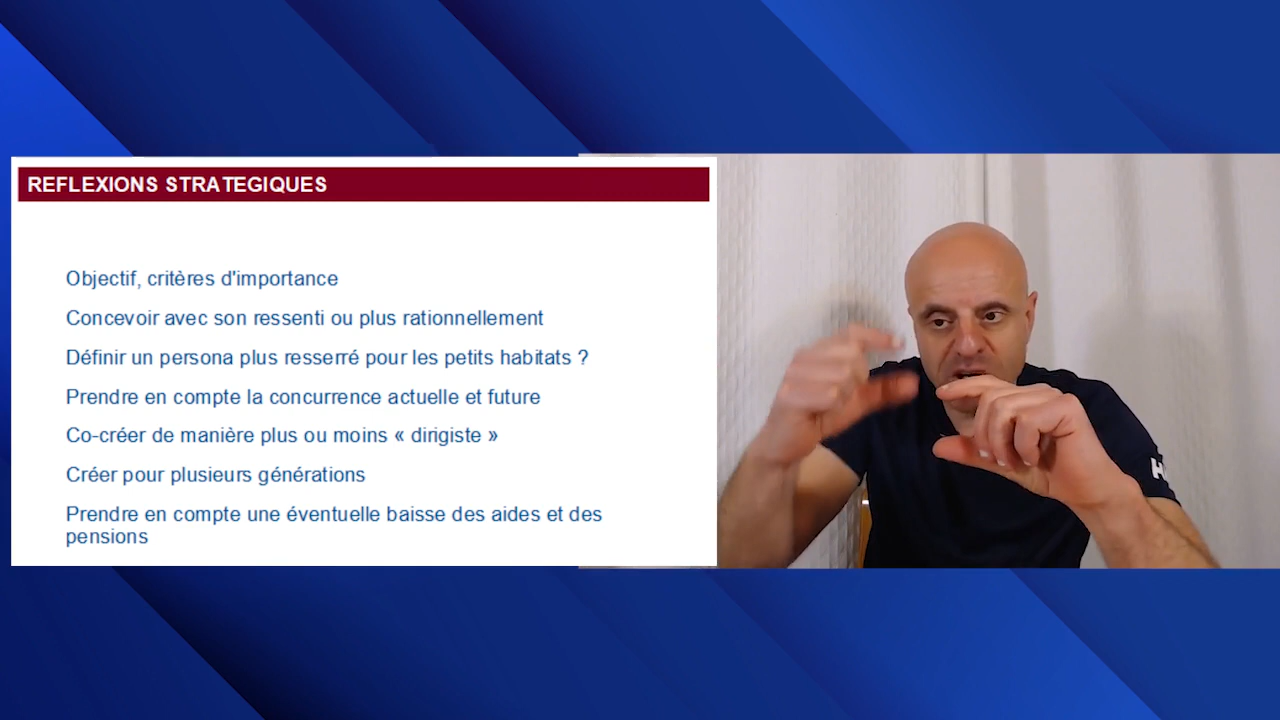 REFLEXIONS STRATEGIQUES
Objectif, critères d'importance
Concevoir avec son ressenti ou plus rationnellement
Définir un persona plus resserré pour les petits habitats ?
Prendre en compte la concurrence actuelle et future
Co-créer de manière plus ou moins « dirigiste »
Créer pour plusieurs générations
Prendre en compte une éventuelle baisse des aides et des
pensions